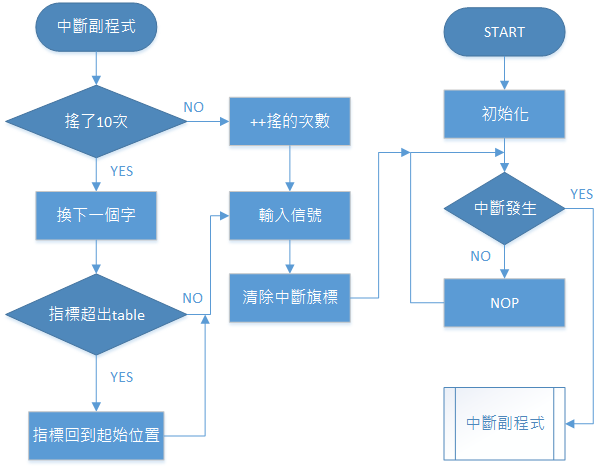 中斷副程式
搖了10次
NO
++搖的次數
YES
換下一個字
輸入信號
指標超出table
NO
清除中斷旗標
YES
指標回到起始位置
START
初始化
中斷發生
YES
NO
NOP
中斷副程式